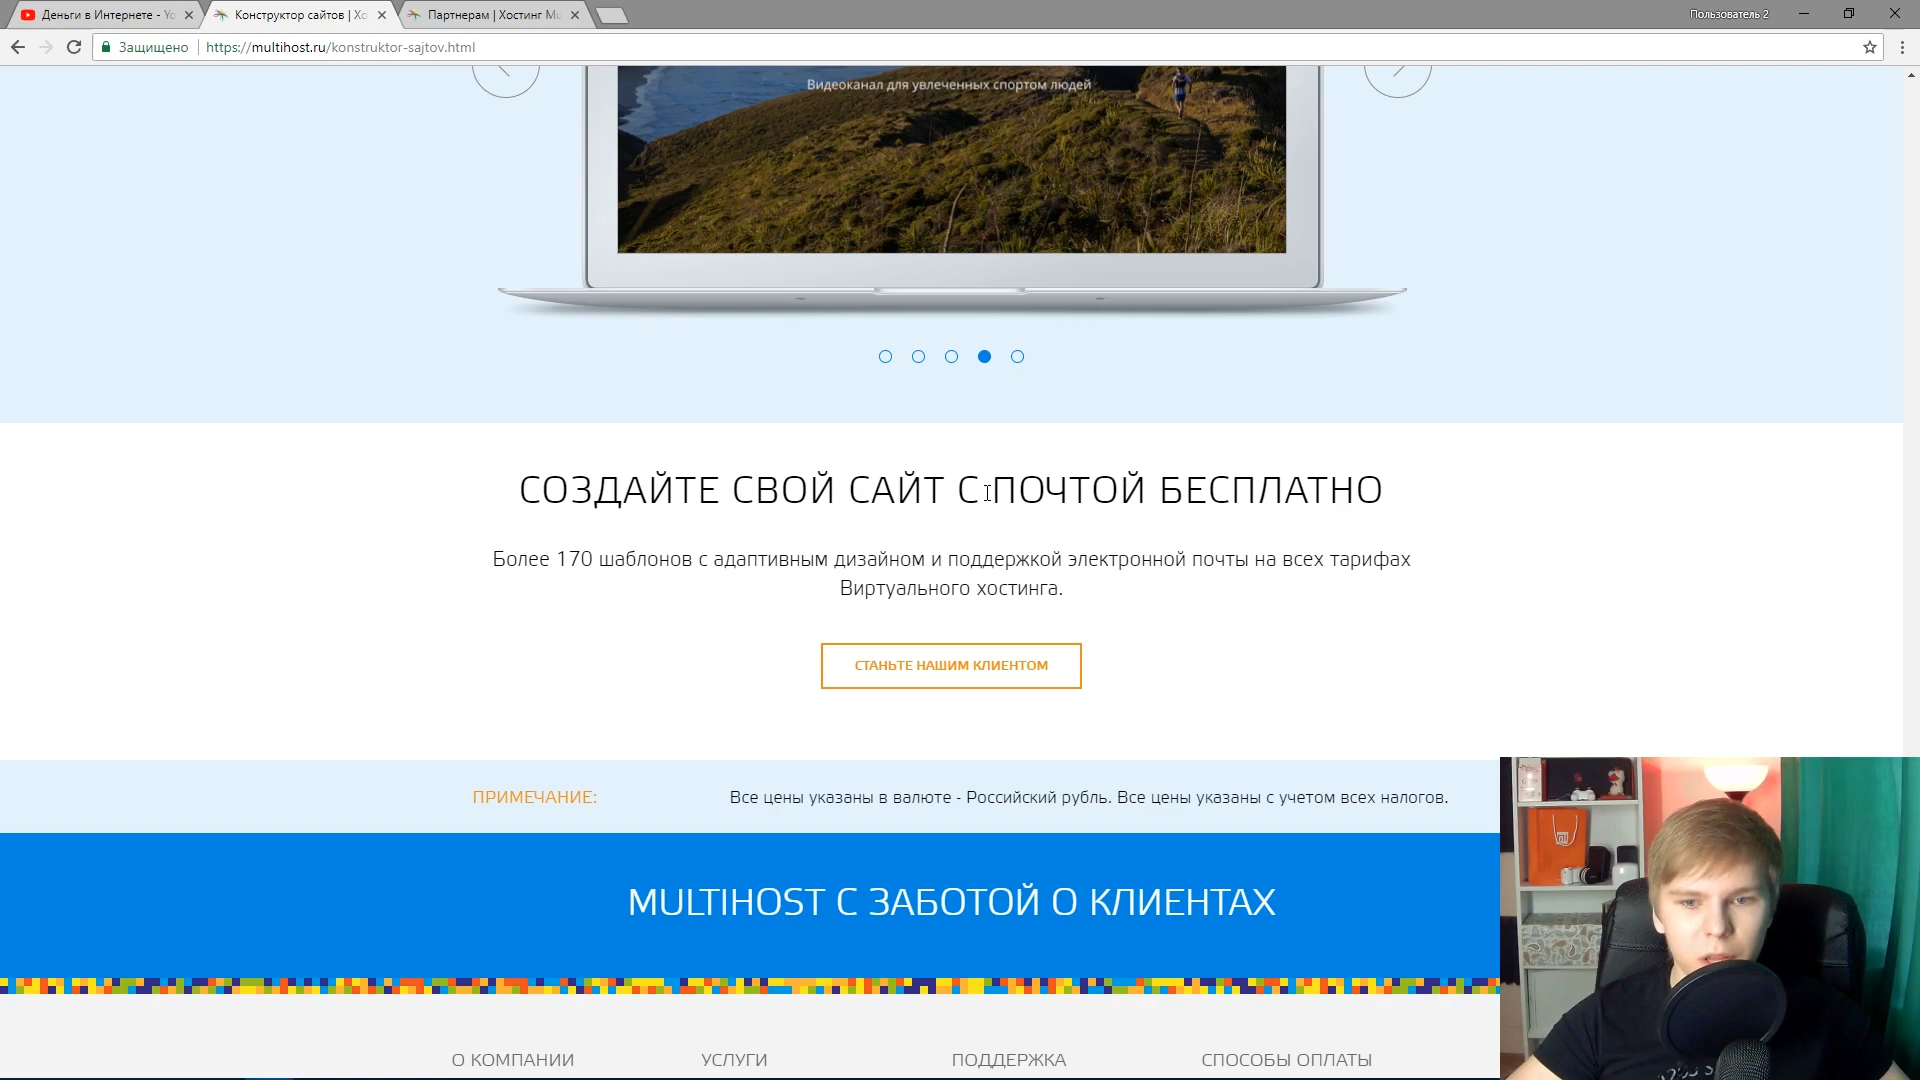 Деньги в Интернете - Yo
Конструктор сайтов | Хо
Партнерам | Хостинг Mu
Пользователь 2
Защищено
https://multihost.ru/konstruktor-sajtov.html
Видеоканал для увлеченных спортом людей
СОЗДАЙТЕ СВОЙ САЙТ С ПОЧТОЙ БЕСПЛАТНО
Более 170 шаблонов с адаптивным дизайном и поддержкой электронной почты на всех тарифах
Виртуального хостинга.
СТАНЬТЕ НАШИМ КЛИЕНТОМ
ПРИМЕЧАНИЕ:
Все цены указаны в валюте - Российский рубль. Все цены указаны с учетом всех налогов.
MULTIHOST С ЗАБОТОЙ О КЛИЕНТАХ
О КОМПАНИИ
УСЛУГИ
ПОДДЕРЖКА
СПОСОБЫ ОПЛАТЫ